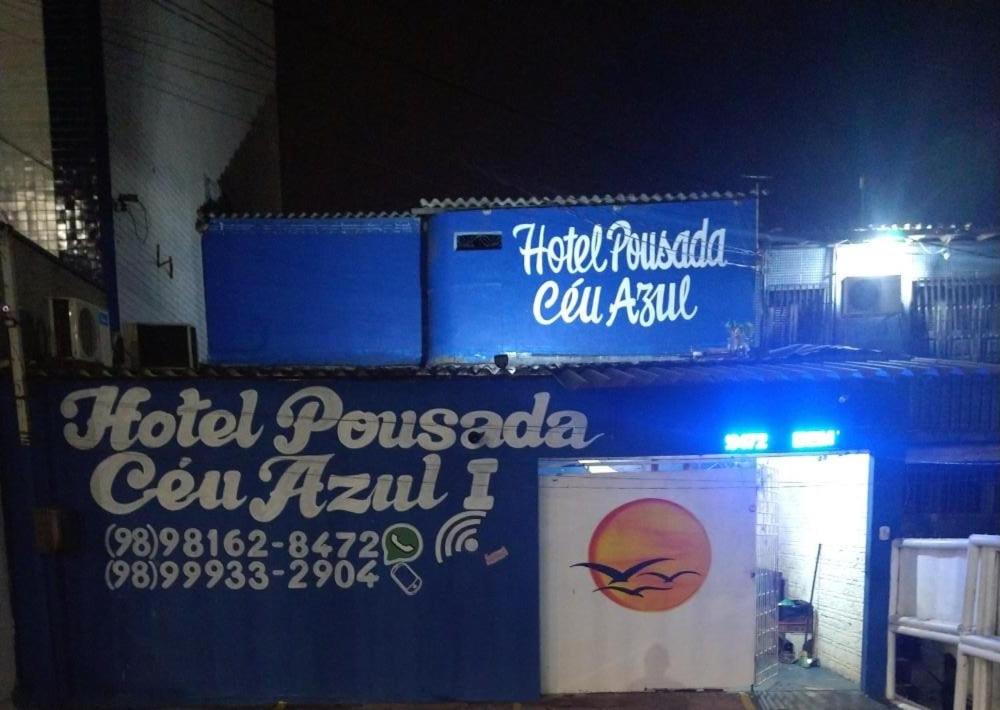 Hotel Pousada
Céu Azul
Hotel Pousada
Céu Azul I
(98)98162-8472
(98)99933-2904